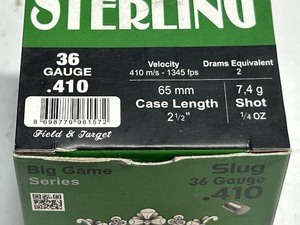 STERLING
36
GAUGE
.410
Velocity
410 m/s - 1345 fps
Drams Equivalent
2
65 mm
Case Length
2½"
7,4 g
Shot
¼ OZ
8 698779 961572
Field & Target
Big Game
Series
Slug
36 Gauge
.410